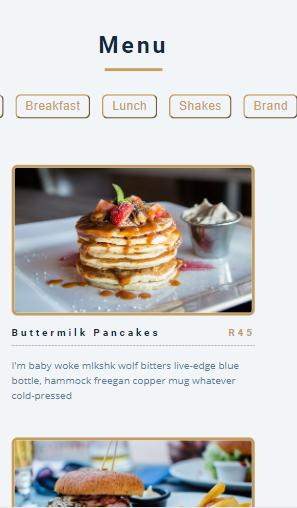 Menu
Breakfast Lunch Shakes Brand
Buttermilk Pancakes R45
I'm baby woke mlkshk wolf bitters live-edge blue
bottle, hammock freegan copper mug whatever
cold-pressed